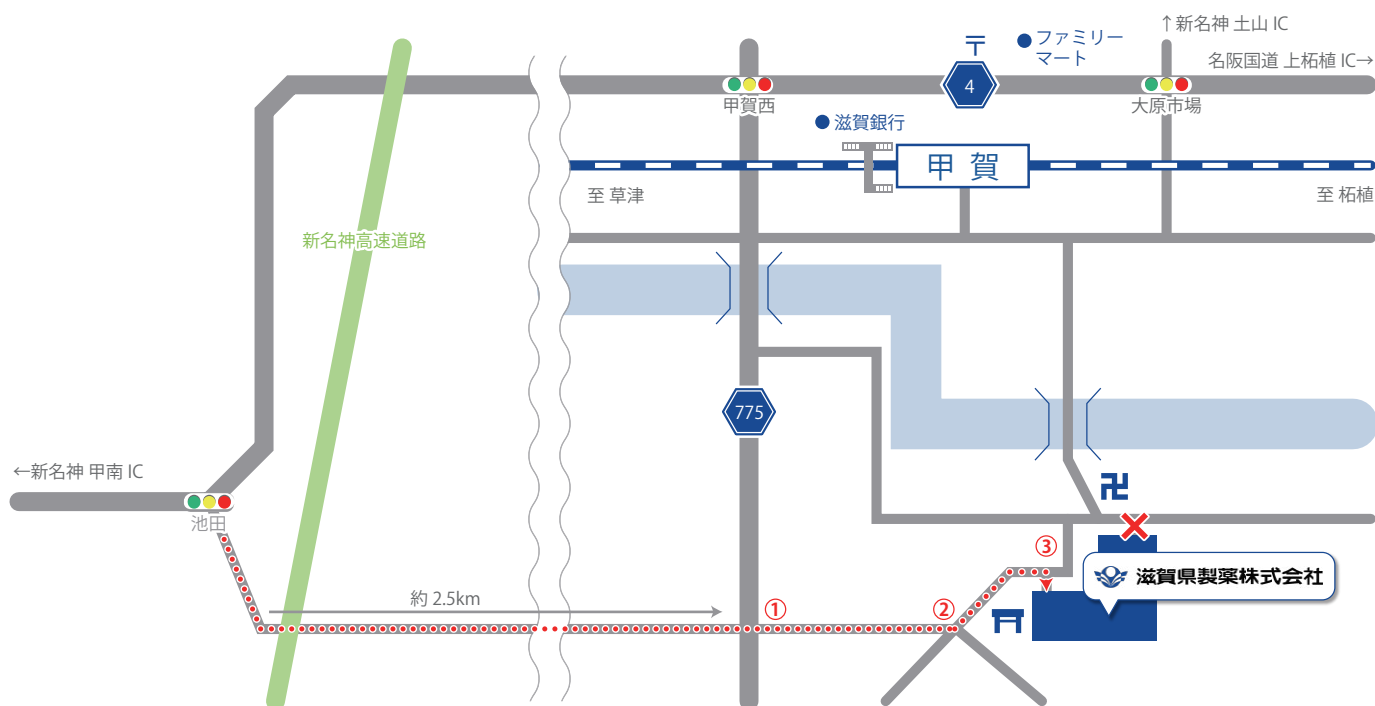 ↑新名神 土山 IC
〒
ファミリー
マート
名阪国道 上柘植 IC→
4
甲賀西
大原市場
滋賀銀行
甲賀
至 草津
至 柘植
新名神高速道路
775
←新名神 甲南 IC
池田
卍
③
滋賀県製薬株式会社
約 2.5km
①
②